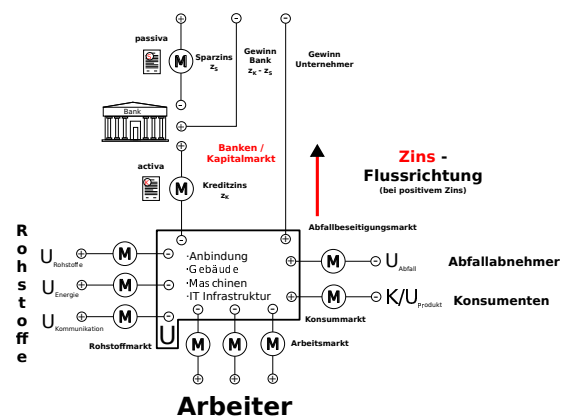 passiva
Sparzins
z_S
Gewinn
Bank
z_K - z_S
Gewinn
Unternehmer
$
M
Bank
Banken /
Kapitalmarkt
activa
$
M
Kreditzins
z_K
Zins -
Flussrichtung
(bei positivem Zins)
Abfallbeseitigungsmarkt
Rohstoffe
U_Rohstoffe
M
U_Energie
M
U_Kommunikation
M
·Anbindung
·Gebäude
·Maschinen
·IT Infrastruktur
U
M
U_Abfall
Abfallabnehmer
M
K/U_Produkt
Konsumenten
Konsummarkt
Rohstoffmarkt
M
M
M
Arbeitsmarkt
Arbeiter